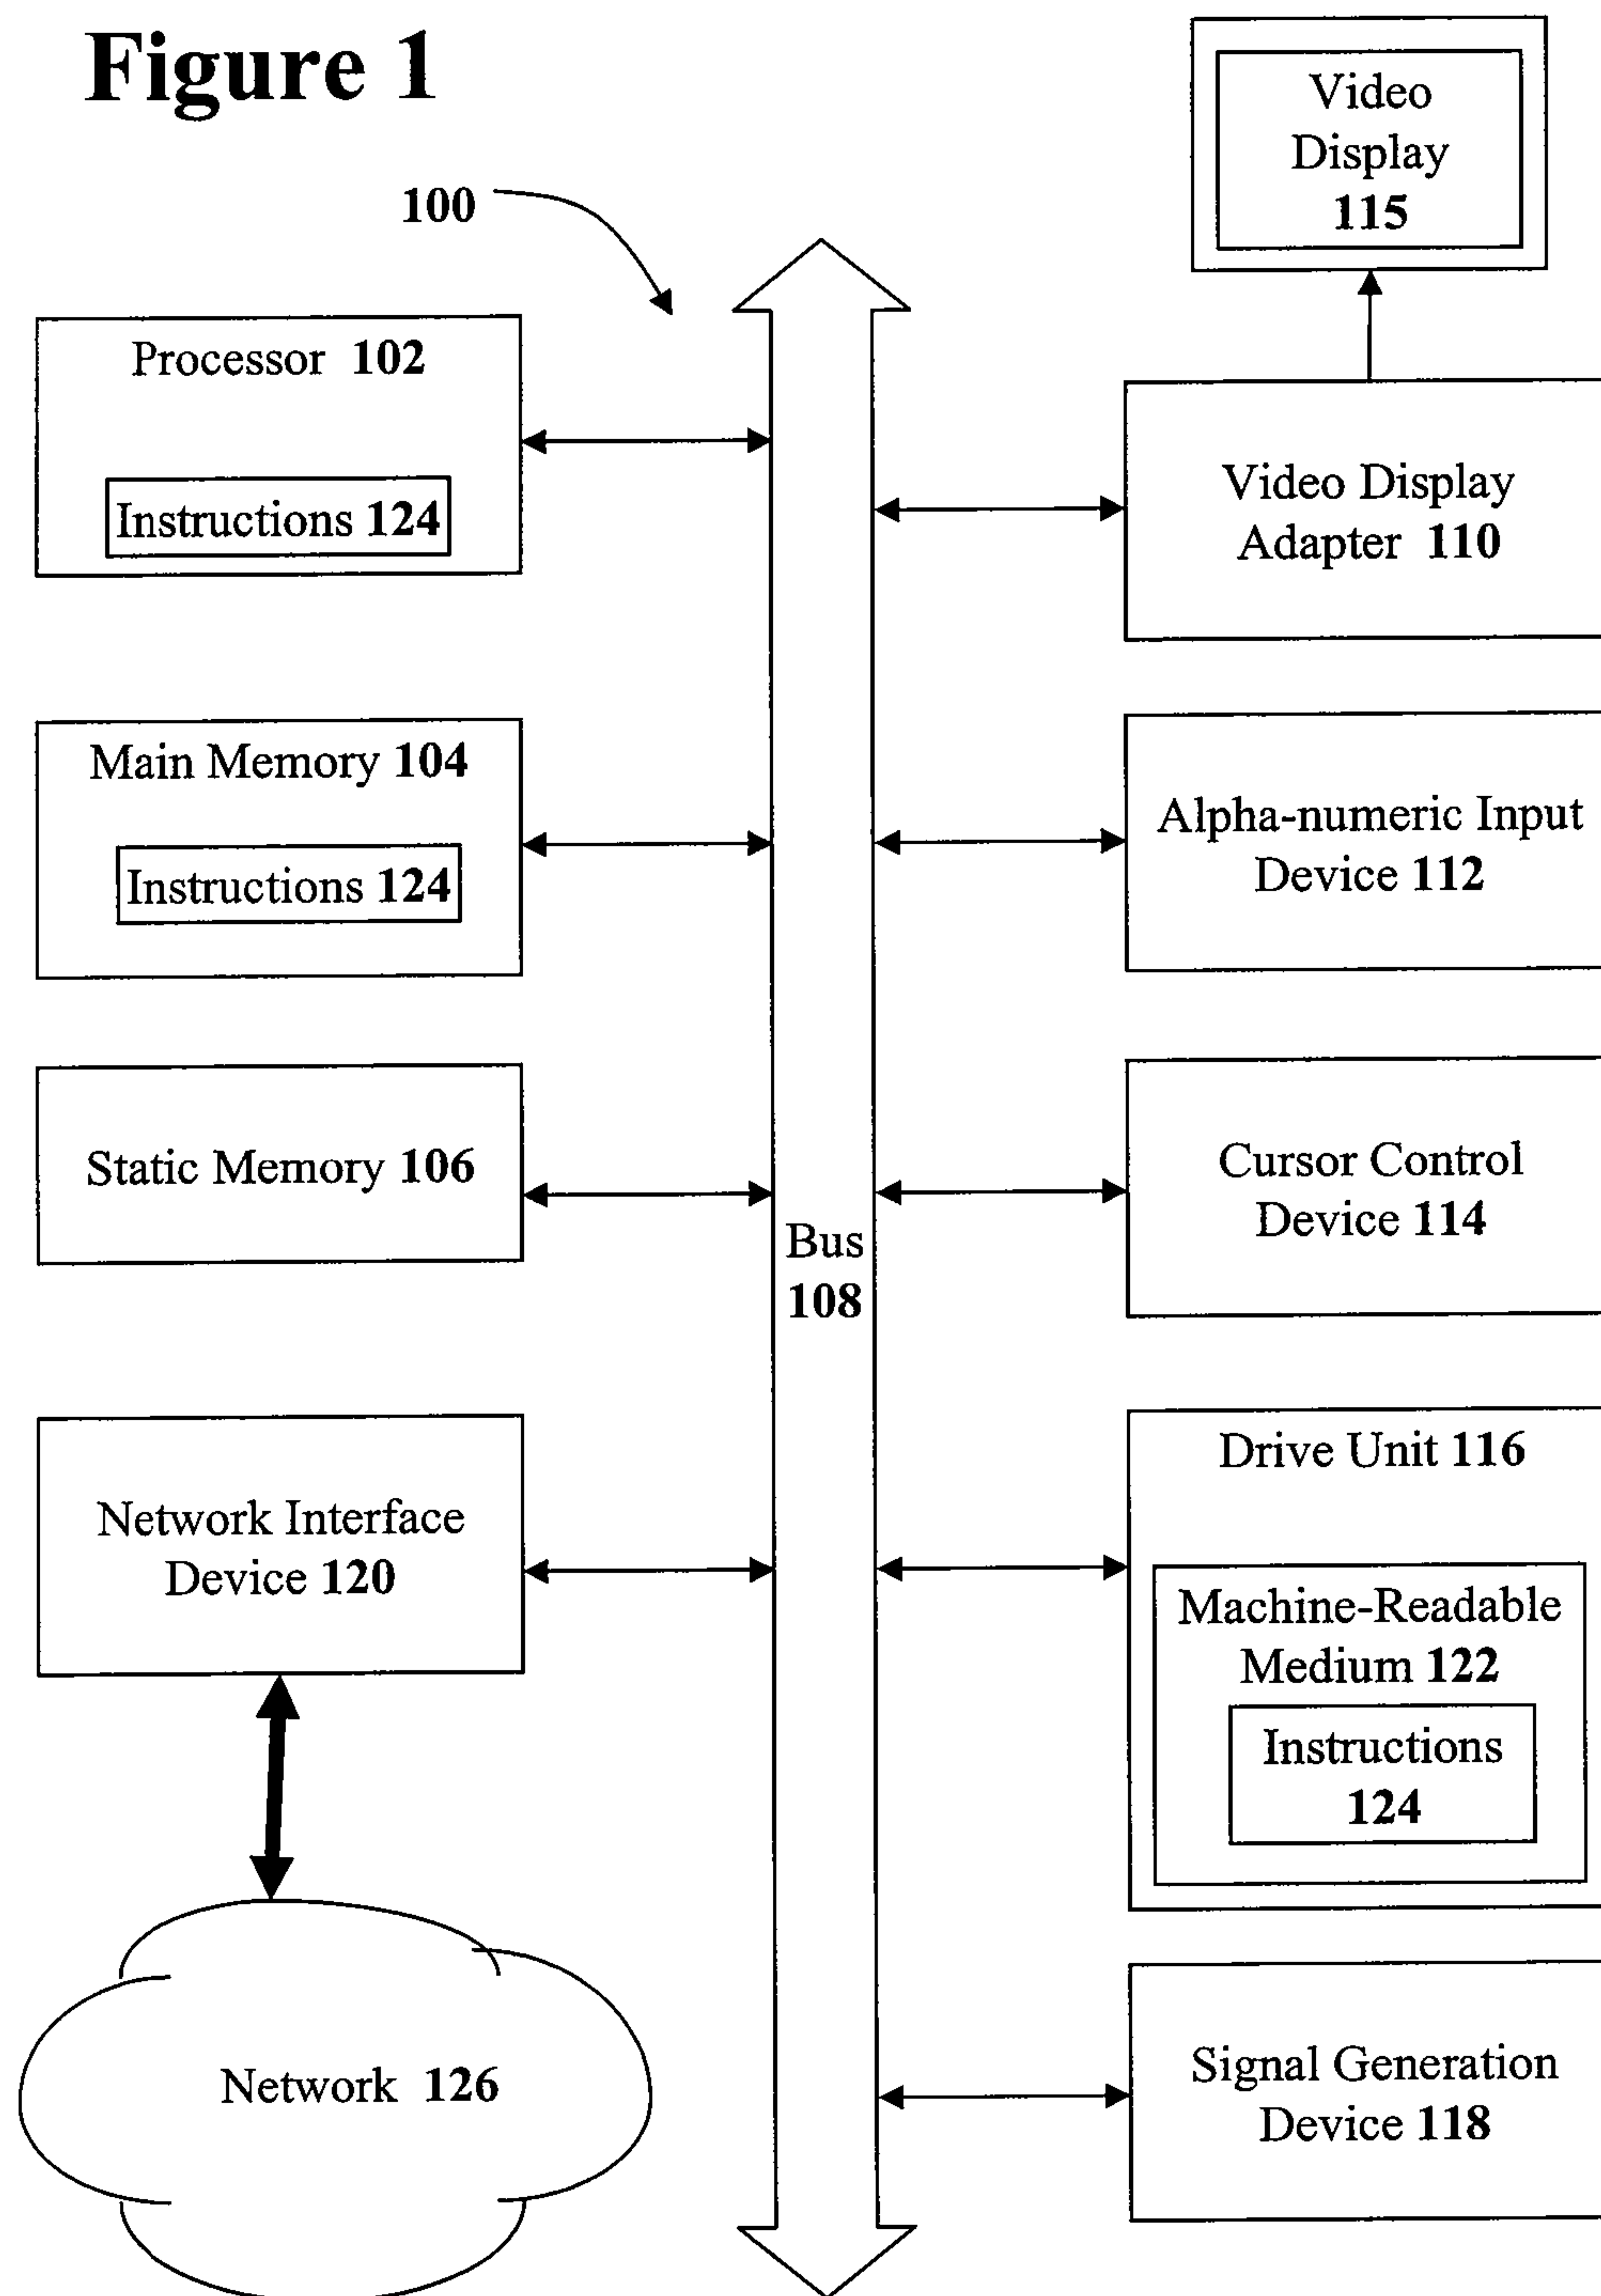 Figure 1
100
Video
Display
115
Processor 102
Instructions 124
Video Display
Adapter 110
Main Memory 104
Instructions 124
Alpha-numeric Input
Device 112
Static Memory 106
Cursor Control
Device 114
Bus
108
Network Interface
Device 120
Drive Unit 116
Machine-Readable
Medium 122
Instructions
124
Network 126
Signal Generation
Device 118